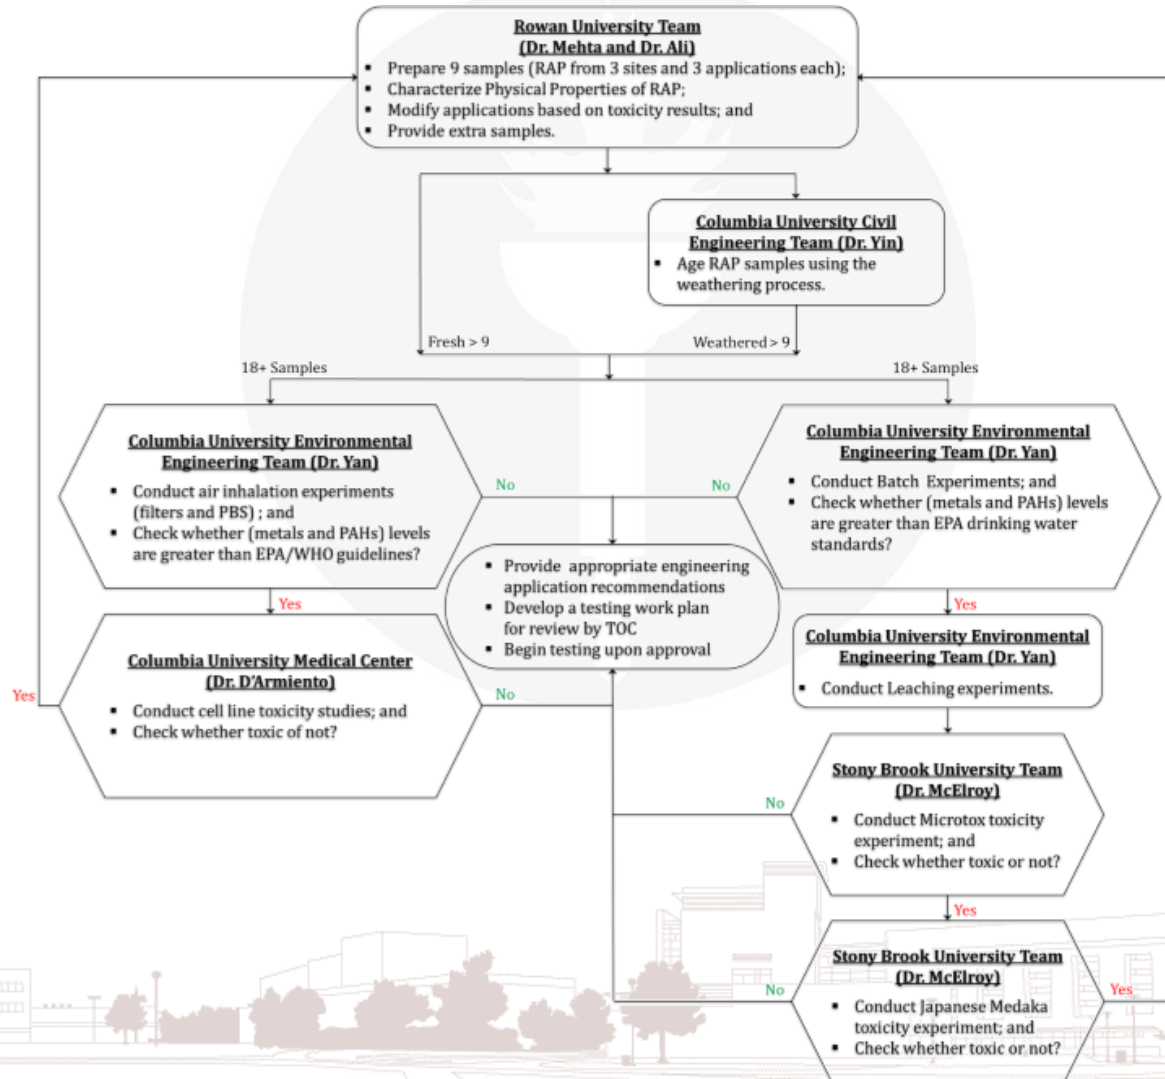 Rowan University Team
(Dr. Mehta and Dr. Ali)
▪ Prepare 9 samples (RAP from 3 sites and 3 applications each);
▪ Characterize Physical Properties of RAP;
▪ Modify applications based on toxicity results; and
▪ Provide extra samples.
Columbia University Civil
Engineering Team (Dr. Yin)
▪ Age RAP samples using the
weathering process.
Fresh > 9
Weathered > 9
18+ Samples
18+ Samples
Columbia University Environmental
Engineering Team (Dr. Yan)
▪ Conduct air inhalation experiments
(filters and PBS) ; and
▪ Check whether (metals and PAHs) levels
are greater than EPA/WHO guidelines?
No
No
Columbia University Environmental
Engineering Team (Dr. Yan)
▪ Conduct Batch Experiments; and
▪ Check whether (metals and PAHs) levels
are greater than EPA drinking water
standards?
▪ Provide appropriate engineering
application recommendations
▪ Develop a testing work plan
for review by TOC
▪ Begin testing upon approval
Yes
Yes
Columbia University Medical Center
(Dr. D'Armiento)
▪ Conduct cell line toxicity studies; and
▪ Check whether toxic of not?
Yes
No
Columbia University Environmental
Engineering Team (Dr. Yan)
▪ Conduct Leaching experiments.
Stony Brook University Team
(Dr. McElroy)
▪ Conduct Microtox toxicity
experiment; and
▪ Check whether toxic or not?
No
Yes
Stony Brook University Team
(Dr. McElroy)
▪ Conduct Japanese Medaka
toxicity experiment; and
▪ Check whether toxic or not?
No
Yes